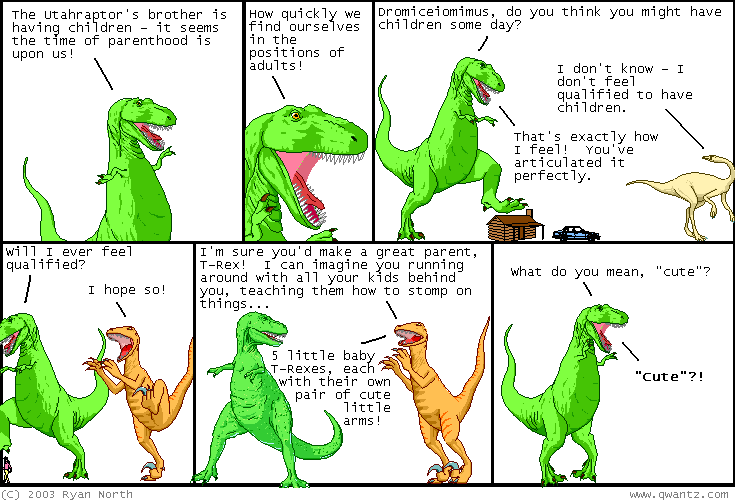 The Utahraptor's brother is
having children - it seems
the time of parenthood is
upon us!
How quickly we
find ourselves
in the
positions of
adults!
Dromiceiomimus, do you think you might have
children some day?
I don't know - I
don't feel
qualified to have
children.
That's exactly how
I feel!  You've
articulated it
perfectly.
Will I ever feel
qualified?
I hope so!
I'm sure you'd make a great parent,
T-Rex!  I can imagine you running
around with all your kids behind
you, teaching them how to stomp on
things...
5 little baby
T-Rexes, each
with their own
pair of cute
little
arms!
What do you mean, "cute"?
"Cute"?!
(C) 2003 Ryan North
www.qwantz.com